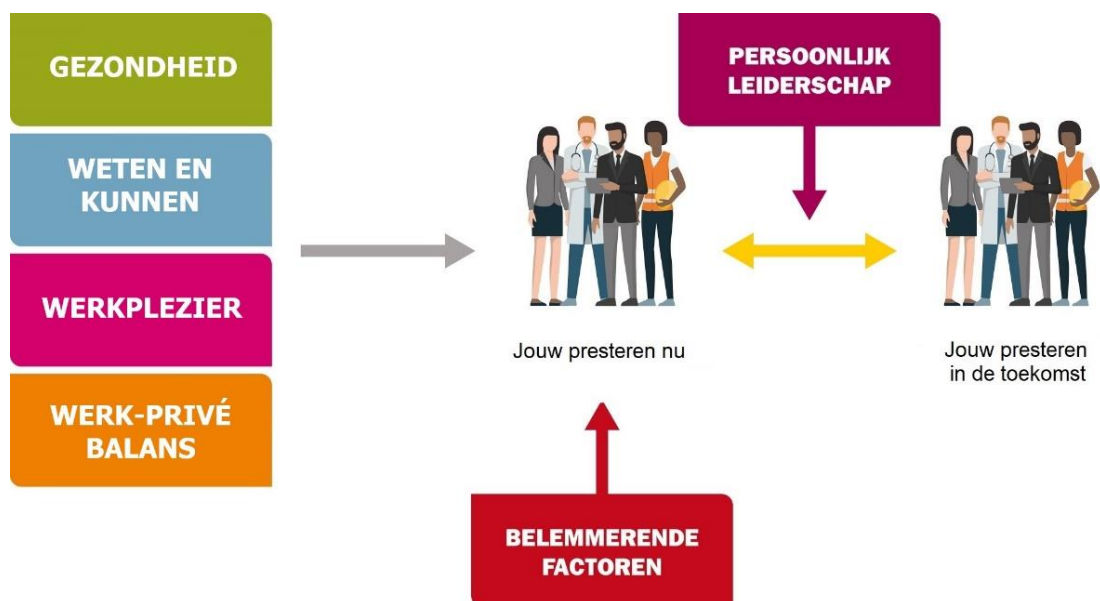 GEZONDHEID
WETEN EN
KUNNEN
WERKPLEZIER
WERK-PRIVÉ
BALANS
PERSOONLIJK
LEIDERSCHAP
Jouw presteren nu
Jouw presteren
in de toekomst
BELEMMERENDE
FACTOREN